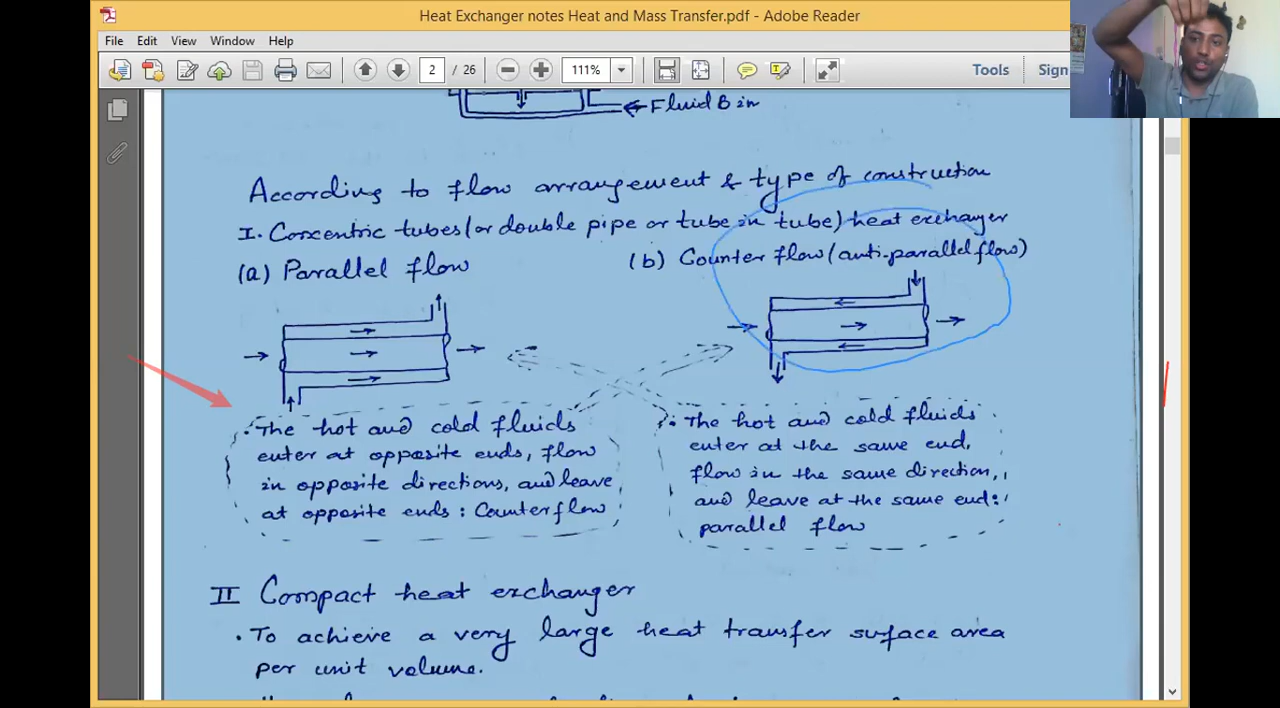 Heat Exchanger notes Heat and Mass Transfer.pdf - Adobe Reader
File Edit View Window Help
2 / 26 111% Tools Sign
Fluid B in
According to flow arrangement & type of construction
I. Concentric tubes (or double pipe or tube in tube) heat exchanger
(a) Parallel flow
(b) Counter flow (anti-parallel flow)
• The hot and cold fluids
enter at opposite ends, flow
in opposite directions, and leave
at opposite ends : Counterflow
• The hot and cold fluids
enter at the same end,
flow in the same direction,
and leave at the same end:
parallel flow
II Compact heat exchanger
• To achieve a very large heat transfer surface area
per unit volume.